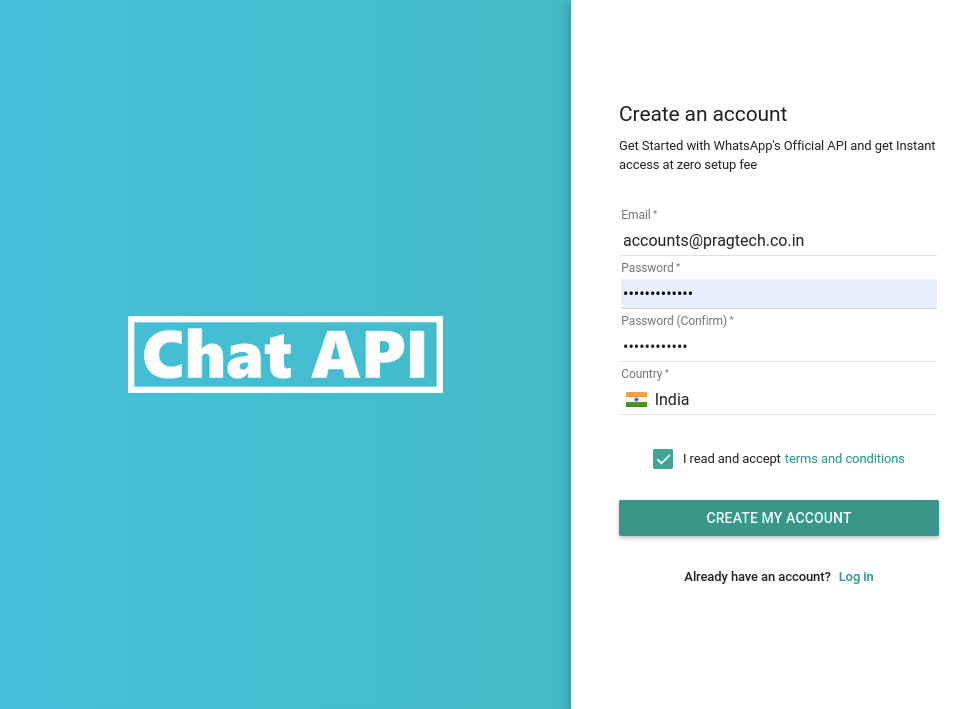 Chat API
Create an account
Get Started with WhatsApp's Official API and get Instant
access at zero setup fee
Email *
accounts@pragtech.co.in
Password *
•••••••••••••
Password (Confirm) *
••••••••••••
Country *
India
I read and accept terms and conditions
CREATE MY ACCOUNT
Already have an account? Log in